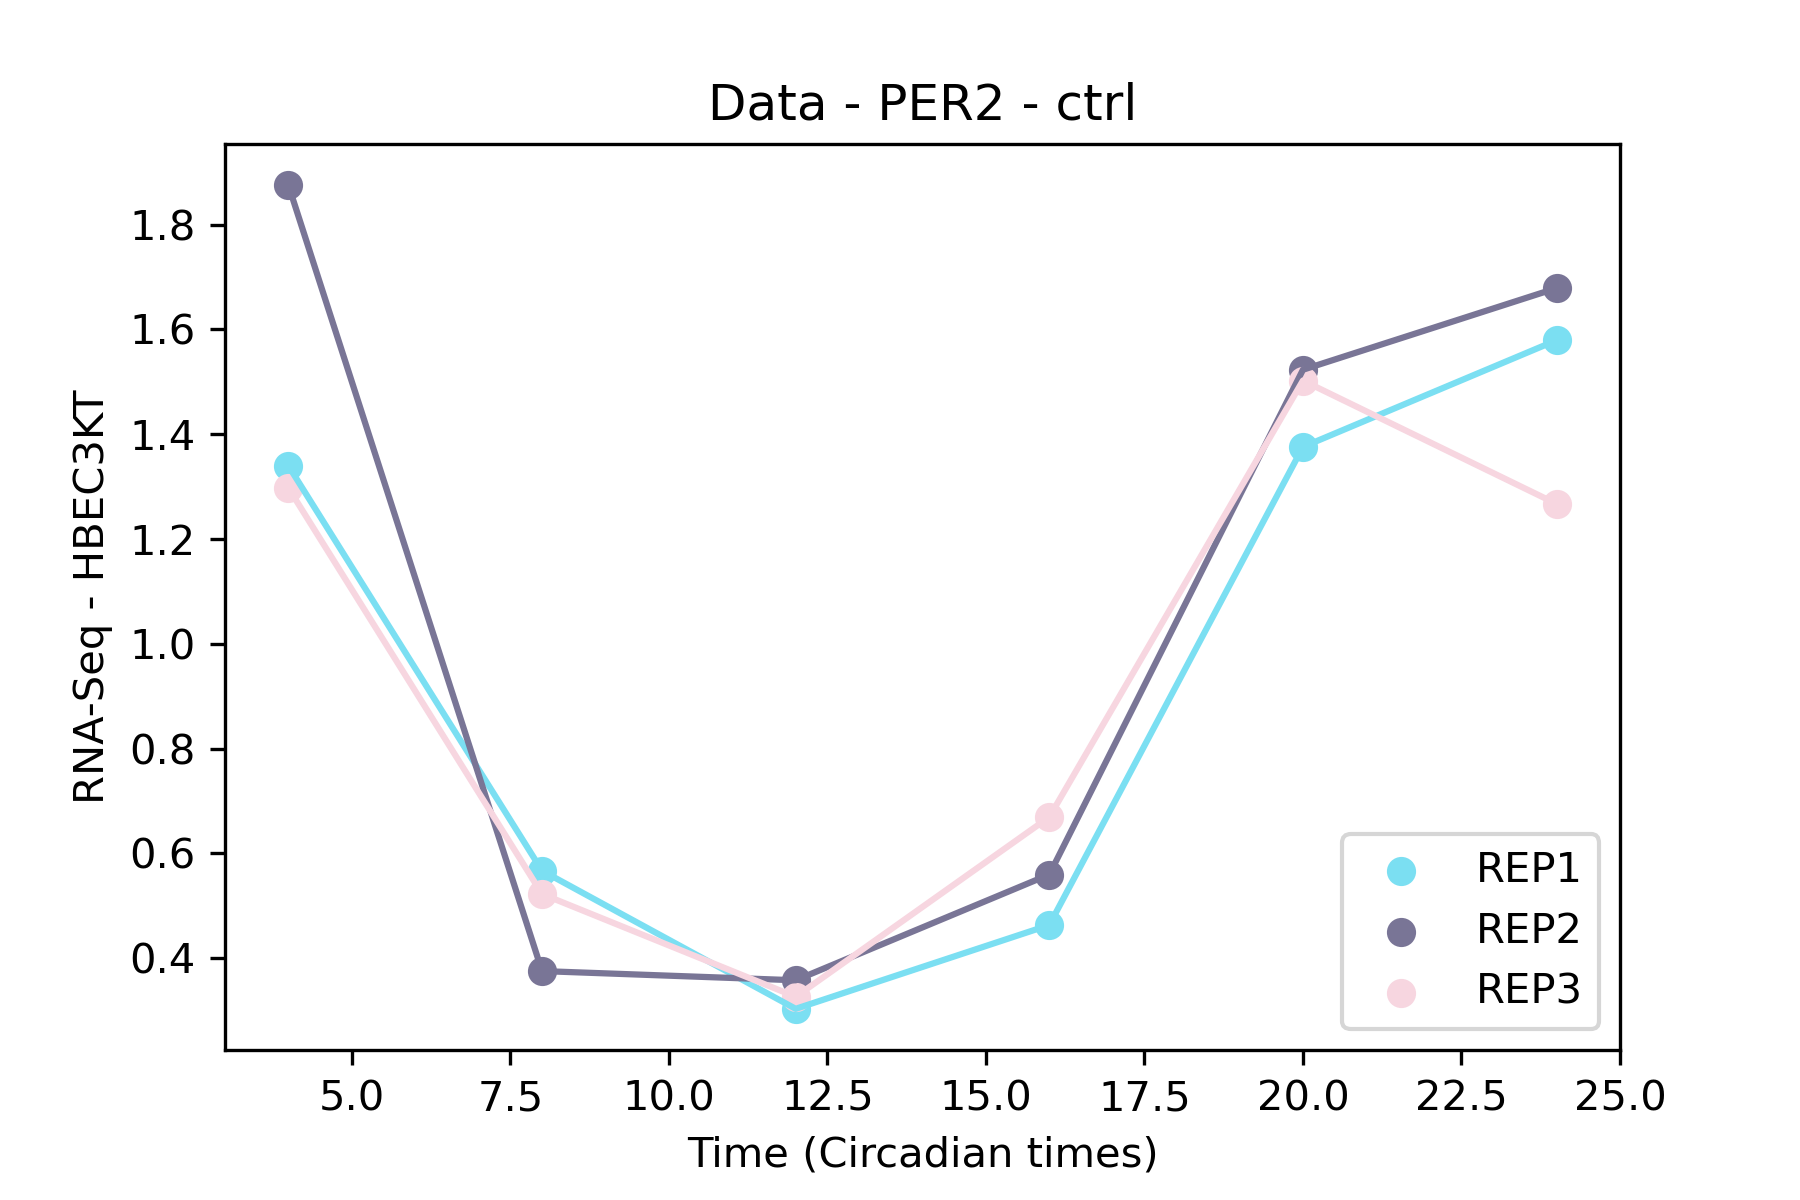 Data - PER2 - ctrl
RNA-Seq - HBEC3KT
1.8
1.6
1.4
1.2
1.0
0.8
0.6
0.4
REP1
REP2
REP3
5.0 7.5 10.0 12.5 15.0 17.5 20.0 22.5 25.0
Time (Circadian times)